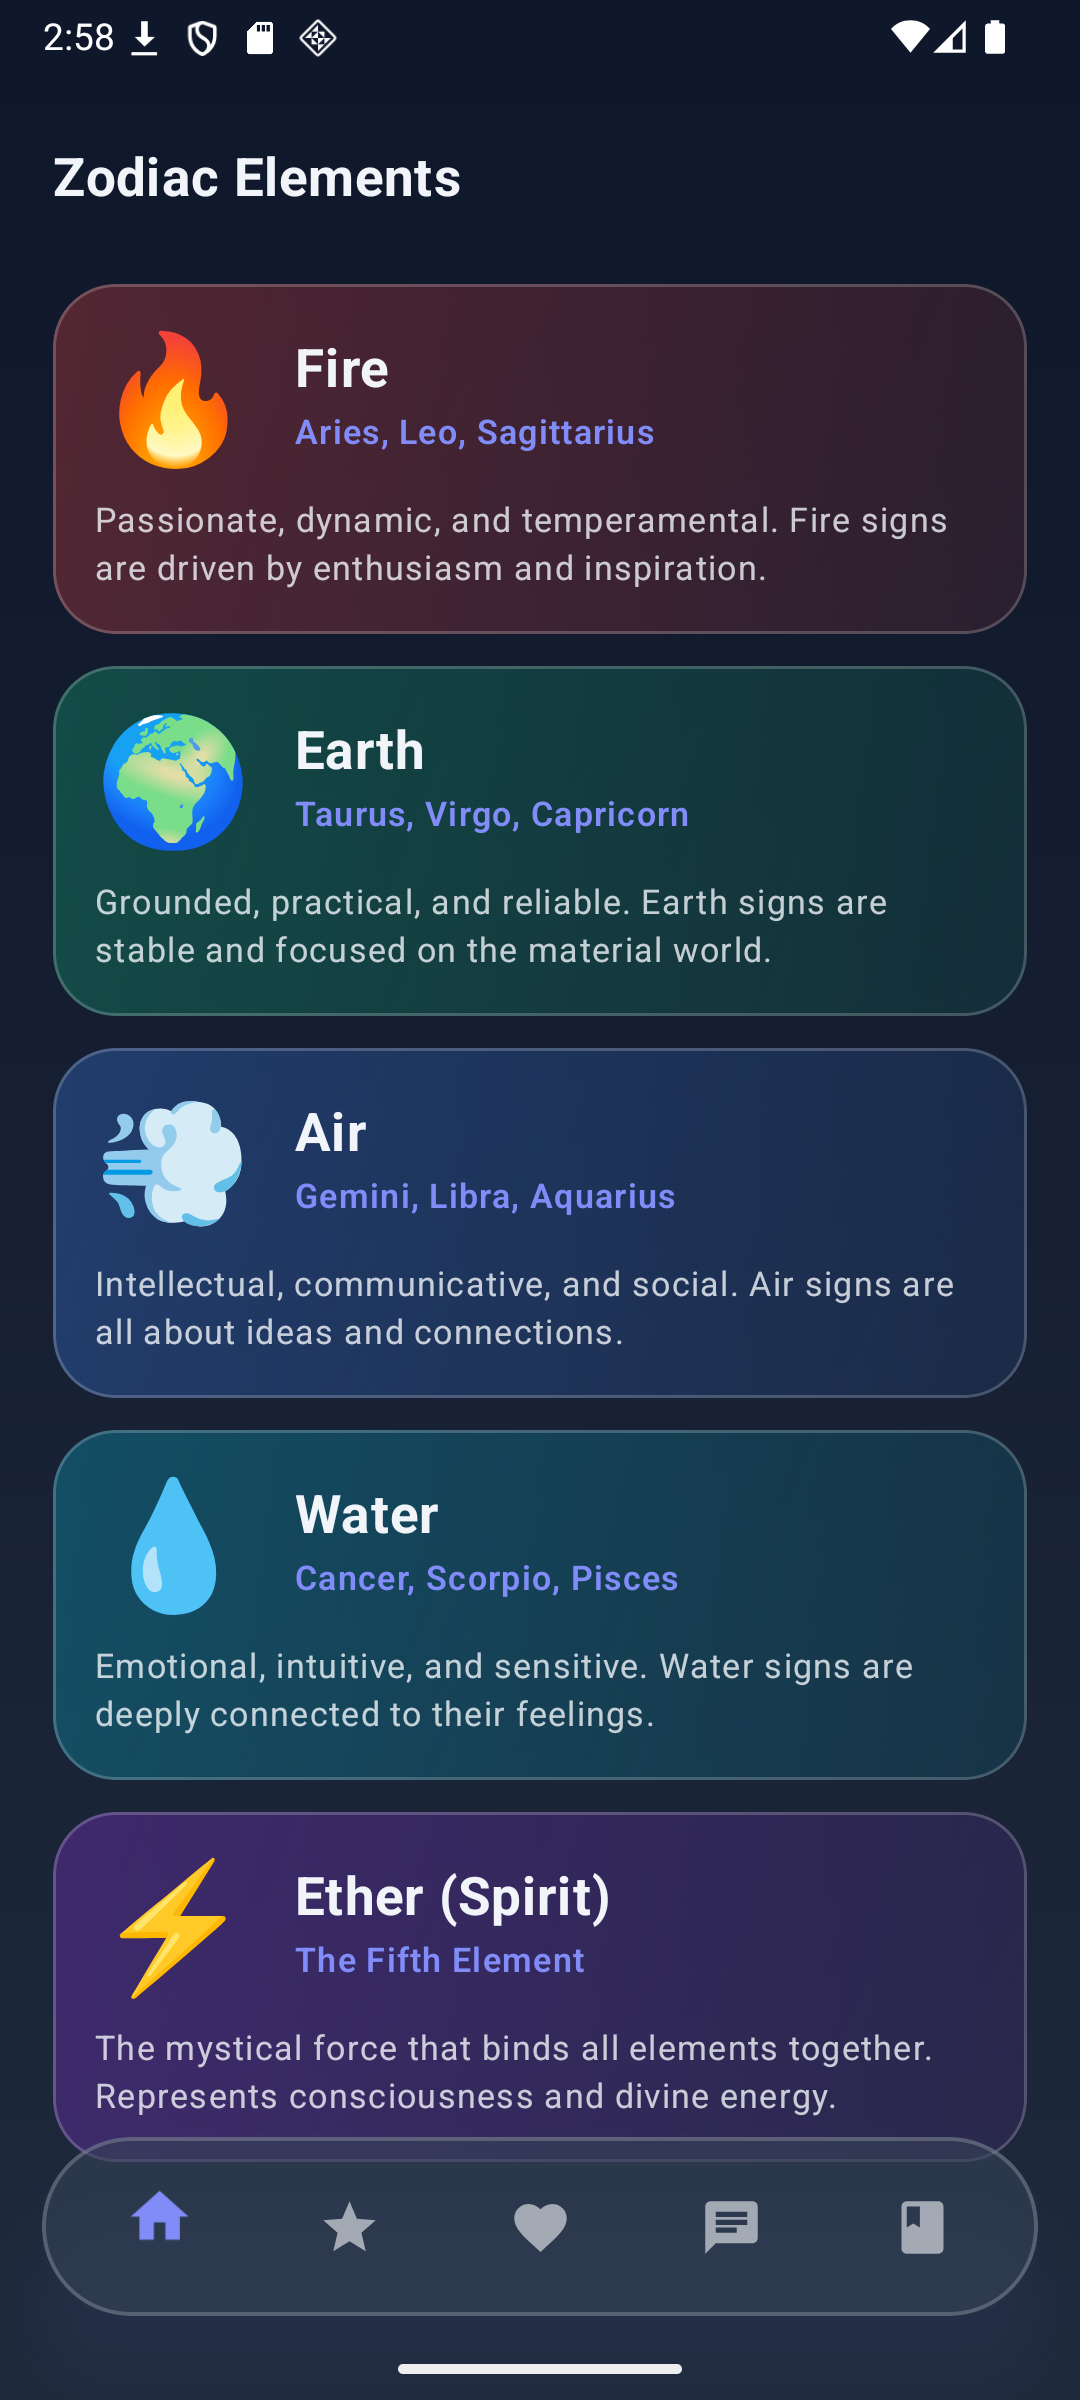 2:58
Zodiac Elements
Fire
Aries, Leo, Sagittarius
Passionate, dynamic, and temperamental. Fire signs
are driven by enthusiasm and inspiration.
Earth
Taurus, Virgo, Capricorn
Grounded, practical, and reliable. Earth signs are
stable and focused on the material world.
Air
Gemini, Libra, Aquarius
Intellectual, communicative, and social. Air signs are
all about ideas and connections.
Water
Cancer, Scorpio, Pisces
Emotional, intuitive, and sensitive. Water signs are
deeply connected to their feelings.
Ether (Spirit)
The Fifth Element
The mystical force that binds all elements together.
Represents consciousness and divine energy.